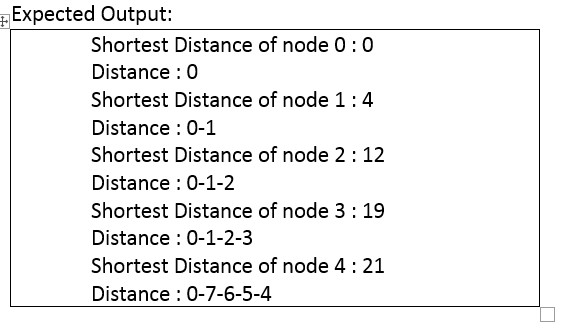 Expected Output:
Shortest Distance of node 0 : 0
Distance : 0
Shortest Distance of node 1 : 4
Distance : 0-1
Shortest Distance of node 2 : 12
Distance : 0-1-2
Shortest Distance of node 3 : 19
Distance : 0-1-2-3
Shortest Distance of node 4 : 21
Distance : 0-7-6-5-4